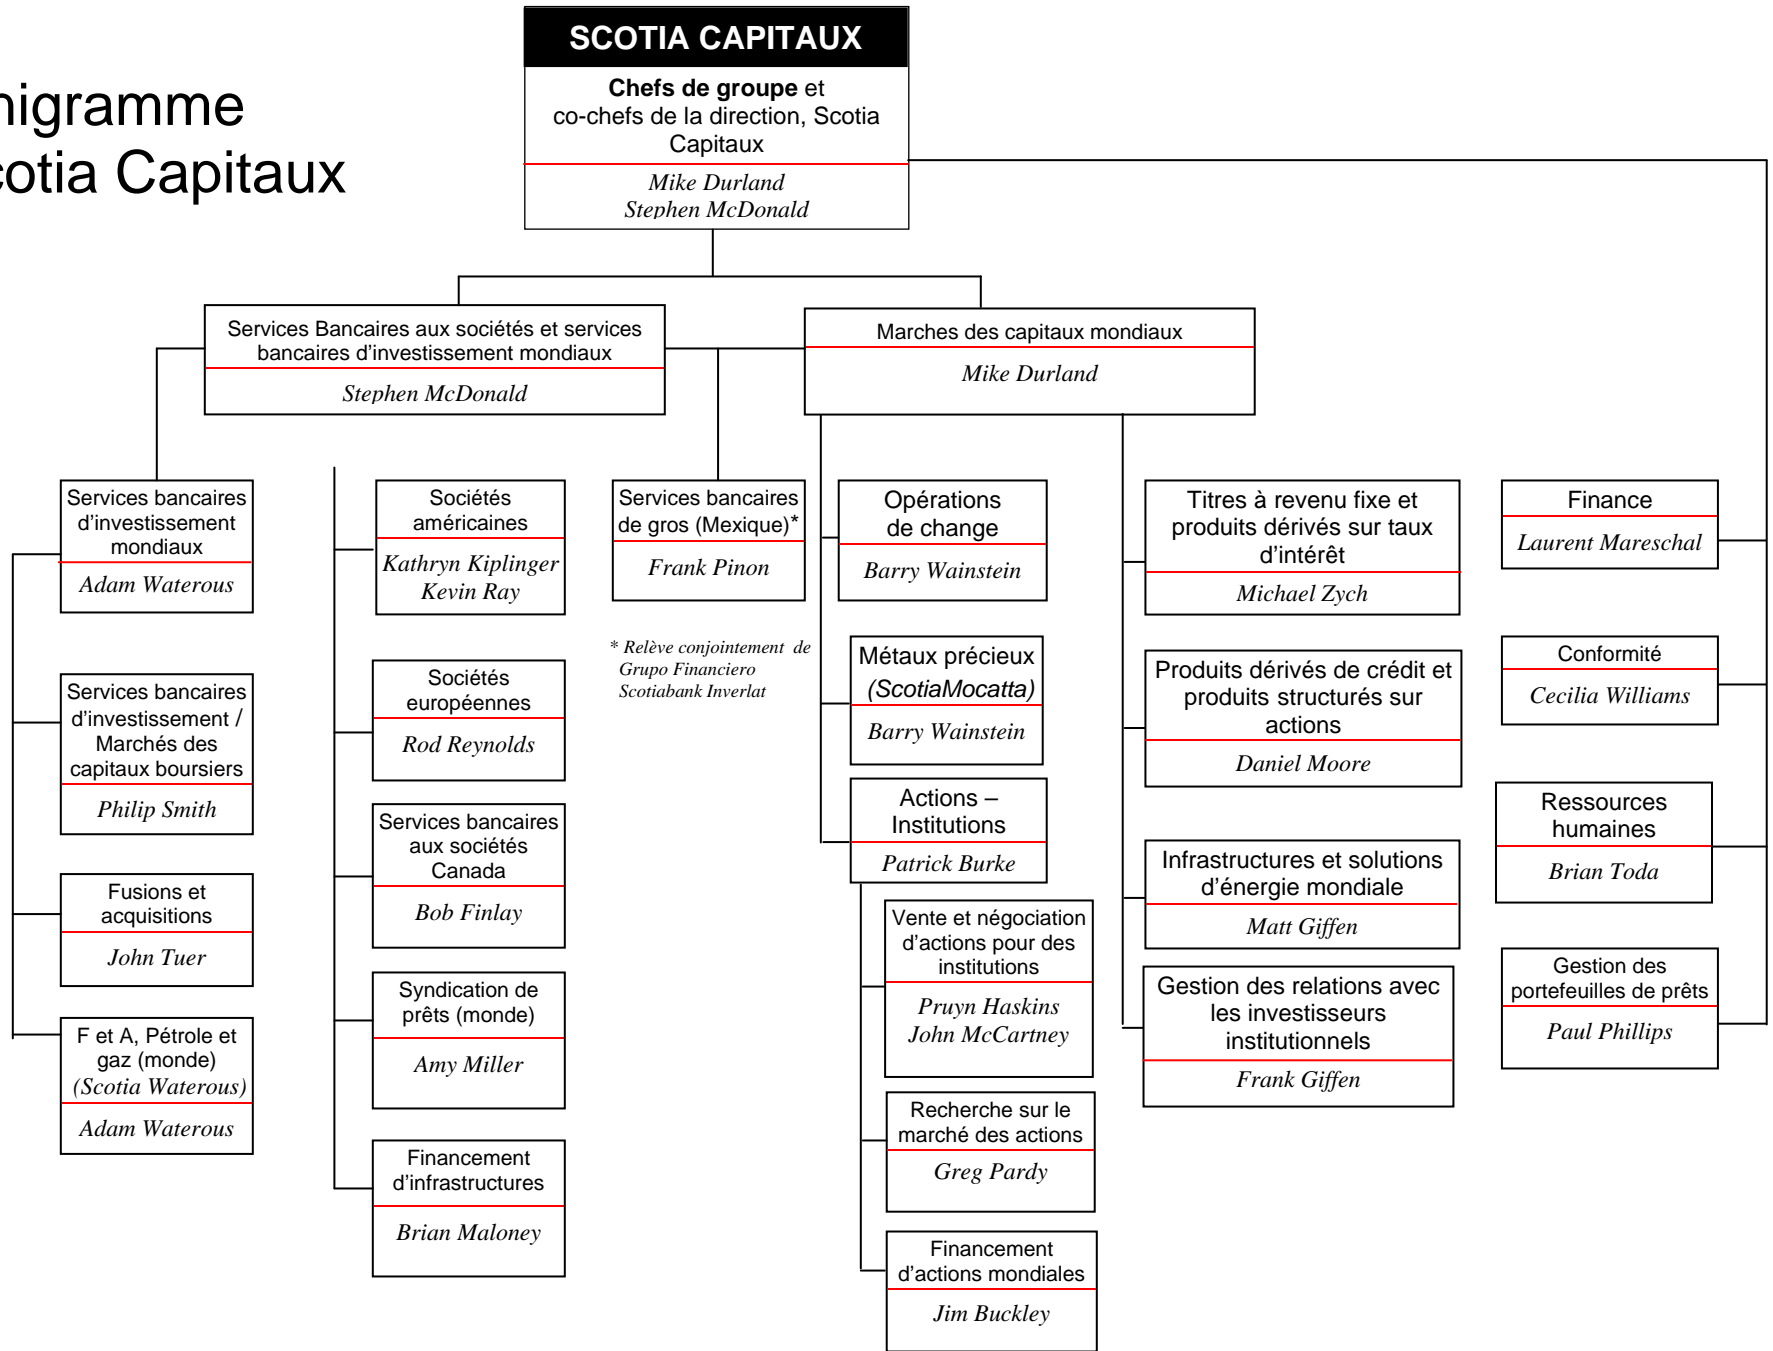 SCOTIA CAPITAUX
Chefs de groupe et
co-chefs de la direction, Scotia
Capitaux
Mike Durland
Stephen McDonald
nigramme
cotia Capitaux
Services Bancaires aux sociétés et services
bancaires d'investissement mondiaux
Stephen McDonald
Marches des capitaux mondiaux
Mike Durland
Services bancaires
d'investissement
mondiaux
Adam Waterous
Services bancaires
d'investissement /
Marchés des
capitaux boursiers
Philip Smith
Fusions et
acquisitions
John Tuer
F et A, Pétrole et
gaz (monde)
(Scotia Waterous)
Adam Waterous
Sociétés
américaines
Kathryn Kiplinger
Kevin Ray
Sociétés
européennes
Rod Reynolds
Services bancaires
aux sociétés
Canada
Bob Finlay
Syndication de
prêts (monde)
Amy Miller
Financement
d'infrastructures
Brian Maloney
Services bancaires
de gros (Mexique)*
Frank Pinon
* Relève conjointement de
Grupo Financiero
Scotiabank Inverlat
Opérations
de change
Barry Wainstein
Métaux précieux
(ScotiaMocatta)
Barry Wainstein
Actions –
Institutions
Patrick Burke
Vente et négociation
d'actions pour des
institutions
Pruyn Haskins
John McCartney
Recherche sur le
marché des actions
Greg Pardy
Financement
d'actions mondiales
Jim Buckley
Titres à revenu fixe et
produits dérivés sur taux
d'intérêt
Michael Zych
Produits dérivés de crédit et
produits structurés sur
actions
Daniel Moore
Infrastructures et solutions
d'énergie mondiale
Matt Giffen
Gestion des relations avec
les investisseurs
institutionnels
Frank Giffen
Finance
Laurent Mareschal
Conformité
Cecilia Williams
Ressources
humaines
Brian Toda
Gestion des
portefeuilles de prêts
Paul Phillips